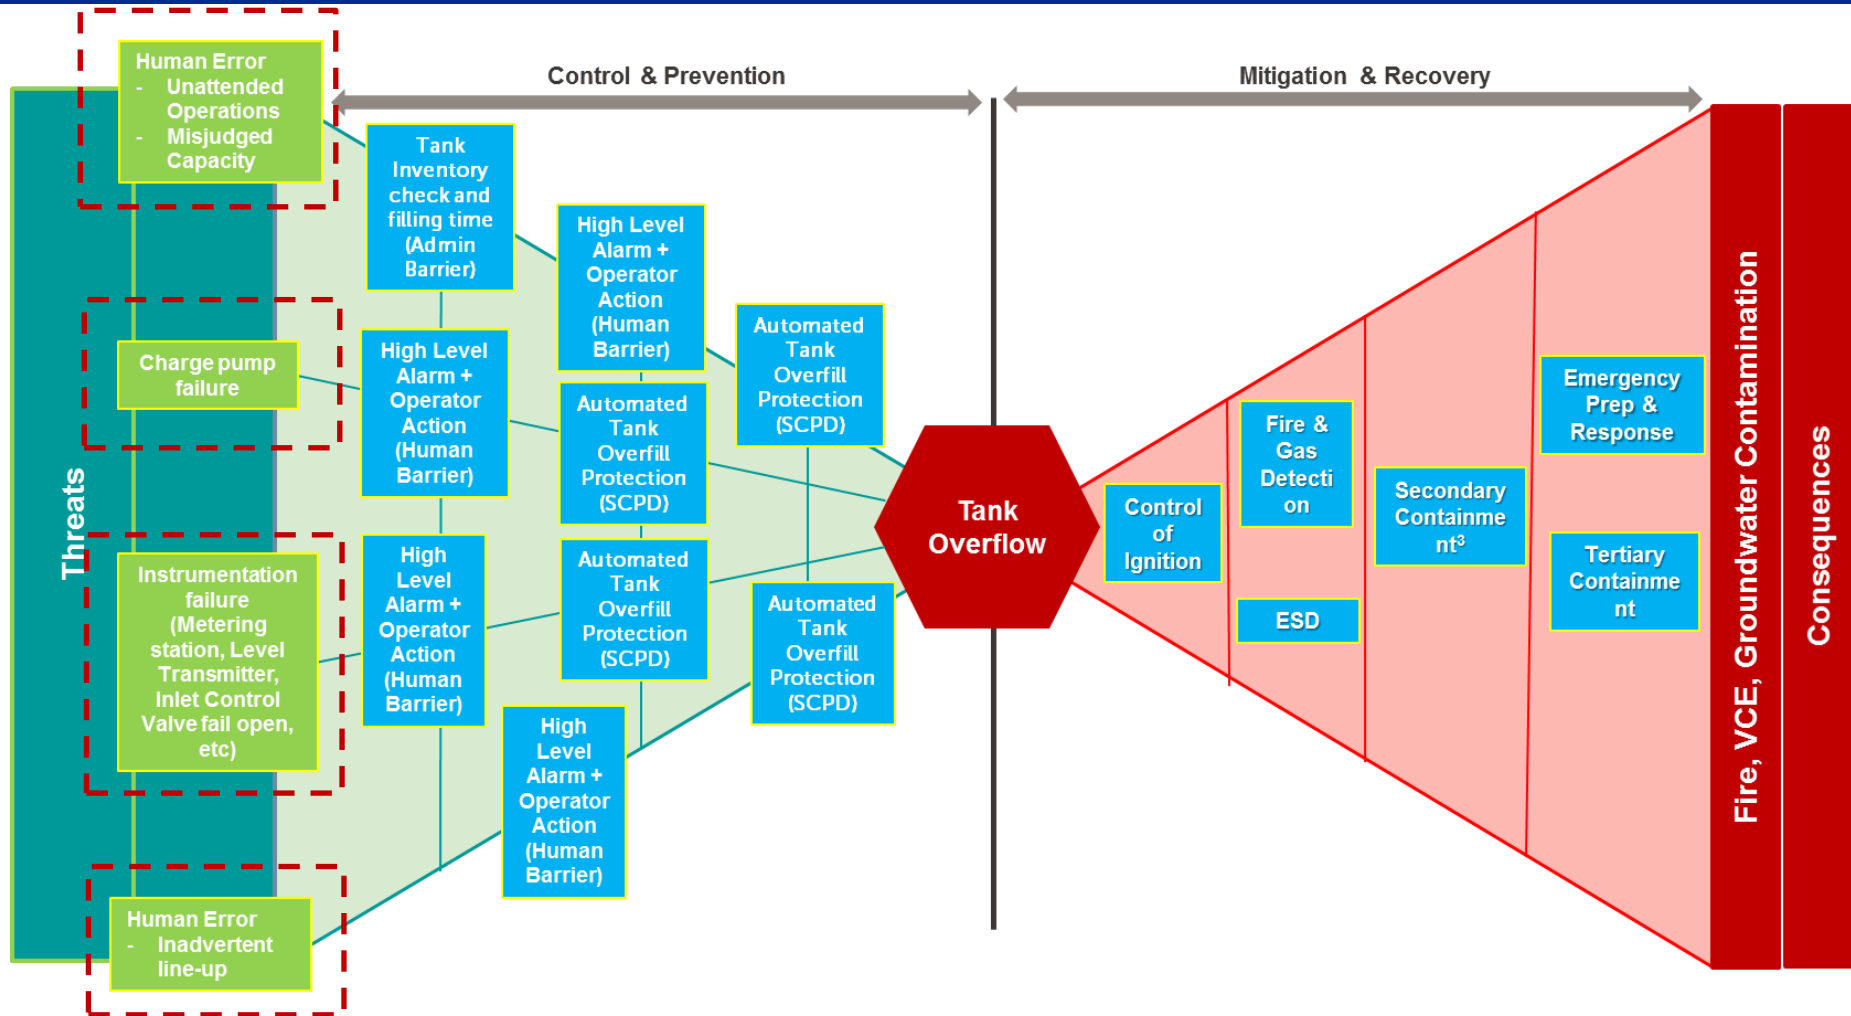 Control & Prevention
Mitigation & Recovery
Threats
Human Error
- Unattended
Operations
- Misjudged
Capacity
Charge pump
failure
Instrumentation
failure
(Metering
station, Level
Transmitter,
Inlet Control
Valve fail open,
etc)
Human Error
- Inadvertent
line-up
Tank
Inventory
check and
filling time
(Admin
Barrier)
High Level
Alarm +
Operator
Action
(Human
Barrier)
Automated
Tank
Overfill
Protection
(SCPD)
High Level
Alarm +
Operator
Action
(Human
Barrier)
Automated
Tank
Overfill
Protection
(SCPD)
High
Level
Alarm +
Operator
Action
(Human
Barrier)
Automated
Tank
Overfill
Protection
(SCPD)
High
Level
Alarm +
Operator
Action
(Human
Barrier)
Automated
Tank
Overfill
Protection
(SCPD)
Tank
Overflow
Control
of
Ignition
Fire &
Gas
Detecti
on
ESD
Secondary
Containme
nt³
Emergency
Prep &
Response
Tertiary
Containme
nt
Fire, VCE, Groundwater Contamination
Consequences